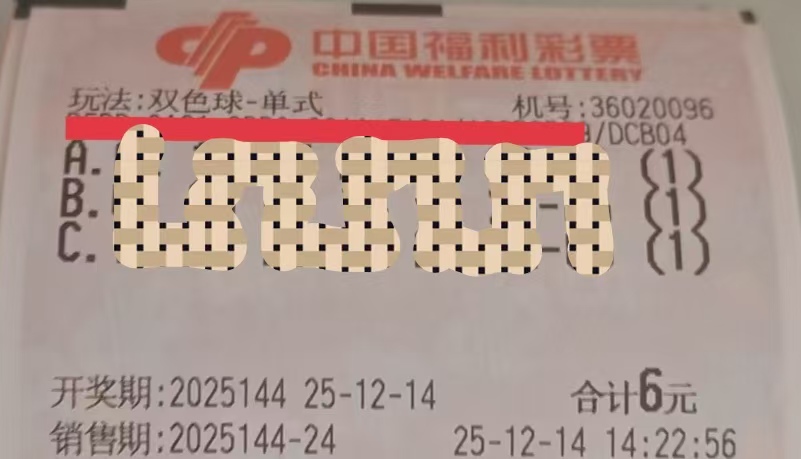 中国福利彩票
CHINA WELFARE LOTTERY
玩法:双色球-单式 机号:36020096
/DCB04
A. (1)
B. - (1)
C. - (1)
开奖期:2025144 25-12-14 合计6元
销售期:2025144-24 25-12-14 14:22:56